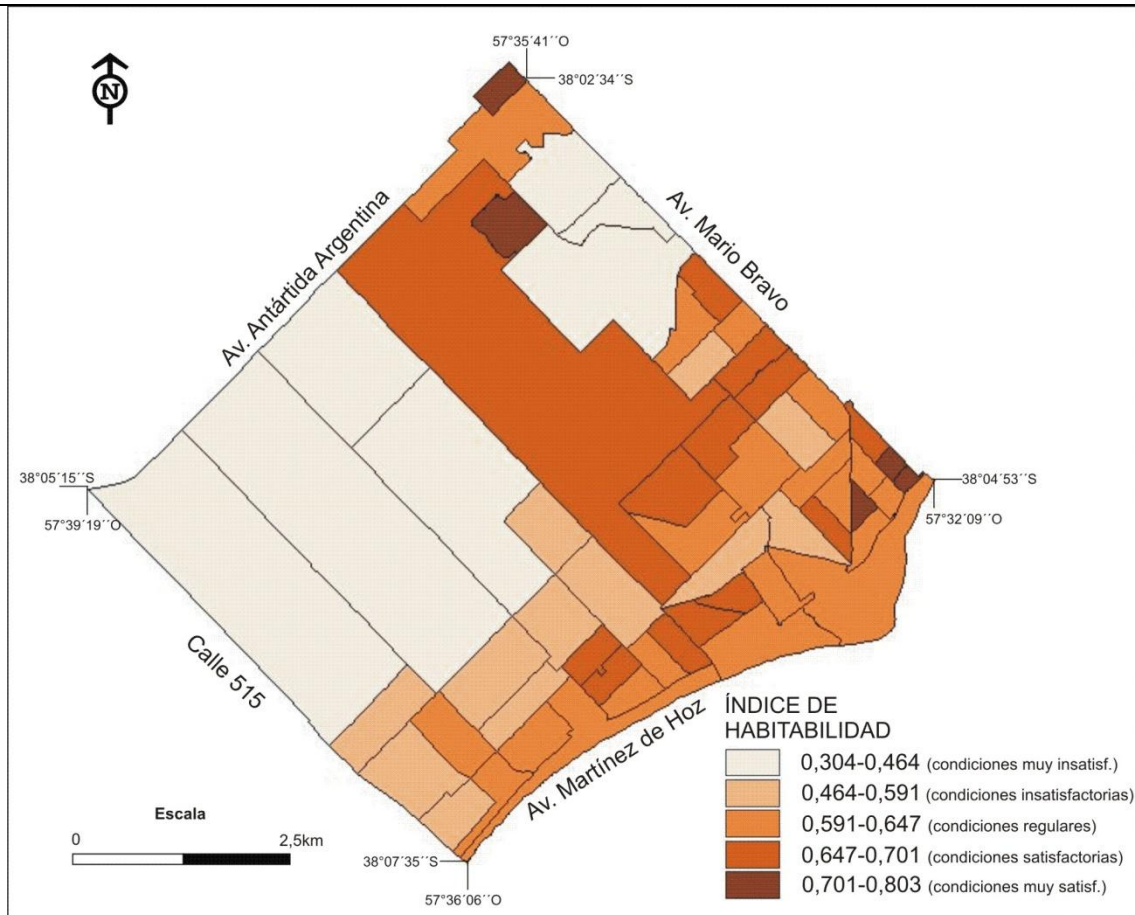 57°35´41´´O
38°02´34´´S
N
Av. Antártida Argentina
Av. Mario Bravo
38°05´15´´S
57°39´19´´O
38°04´53´´S
57°32´09´´O
Calle 515
Av. Martínez de Hoz
ÍNDICE DE
HABITABILIDAD
0,304-0,464 (condiciones muy insatisf.)
0,464-0,591 (condiciones insatisfactorias)
0,591-0,647 (condiciones regulares)
0,647-0,701 (condiciones satisfactorias)
0,701-0,803 (condiciones muy satisf.)
Escala
0 2,5km
38°07´35´´S
57°36´06´´O